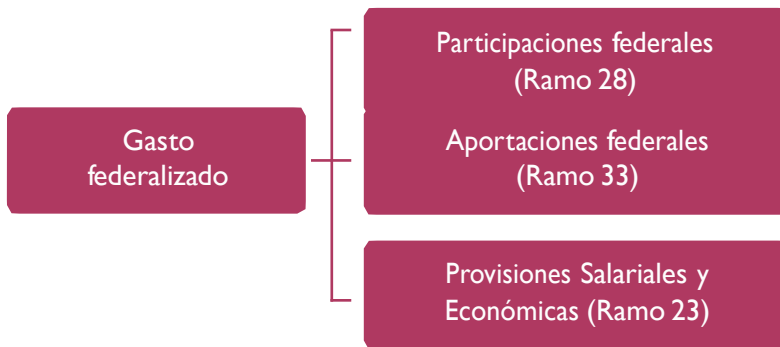 Gasto
federalizado
Participaciones federales
(Ramo 28)
Aportaciones federales
(Ramo 33)
Provisiones Salariales y
Económicas (Ramo 23)